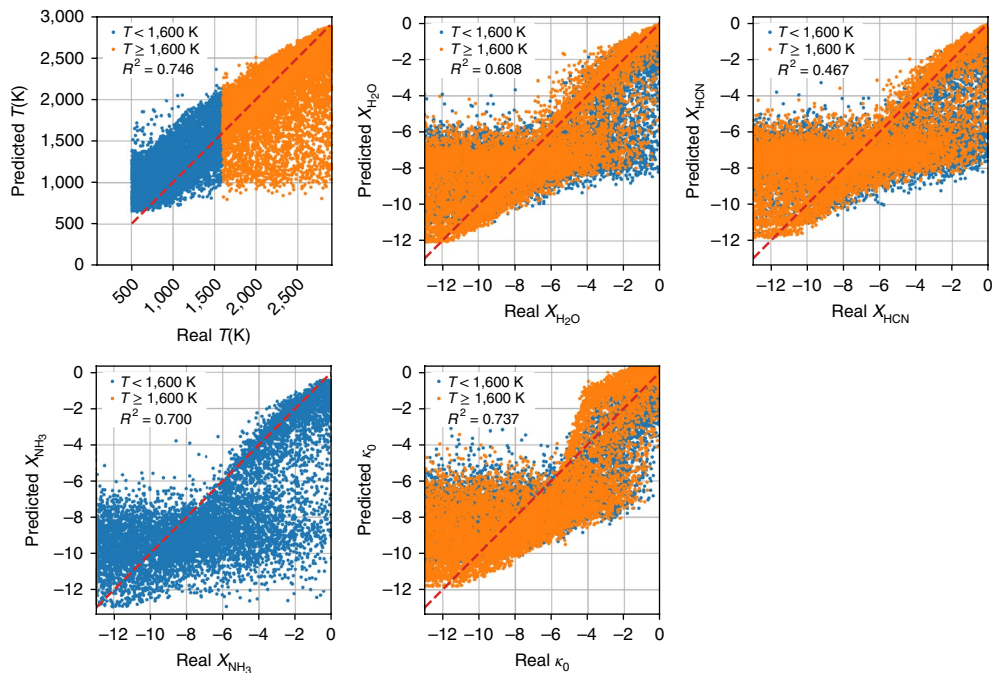 3,000
2,500
2,000
1,500
1,000
500
0
Predicted T(K)
T < 1,600 K
T ≥ 1,600 K
R² = 0.746
500
1,000
1,500
2,000
2,500
Real T(K)
0
−2
−4
−6
−8
−10
−12
Predicted X_H₂O
T < 1,600 K
T ≥ 1,600 K
R² = 0.608
−12 −10 −8 −6 −4 −2 0
Real X_H₂O
0
−2
−4
−6
−8
−10
−12
Predicted X_HCN
T < 1,600 K
T ≥ 1,600 K
R² = 0.467
−12 −10 −8 −6 −4 −2 0
Real X_HCN
0
−2
−4
−6
−8
−10
−12
Predicted X_NH₃
T < 1,600 K
T ≥ 1,600 K
R² = 0.700
−12 −10 −8 −6 −4 −2 0
Real X_NH₃
0
−2
−4
−6
−8
−10
−12
Predicted κ₀
T < 1,600 K
T ≥ 1,600 K
R² = 0.737
−12 −10 −8 −6 −4 −2 0
Real κ₀